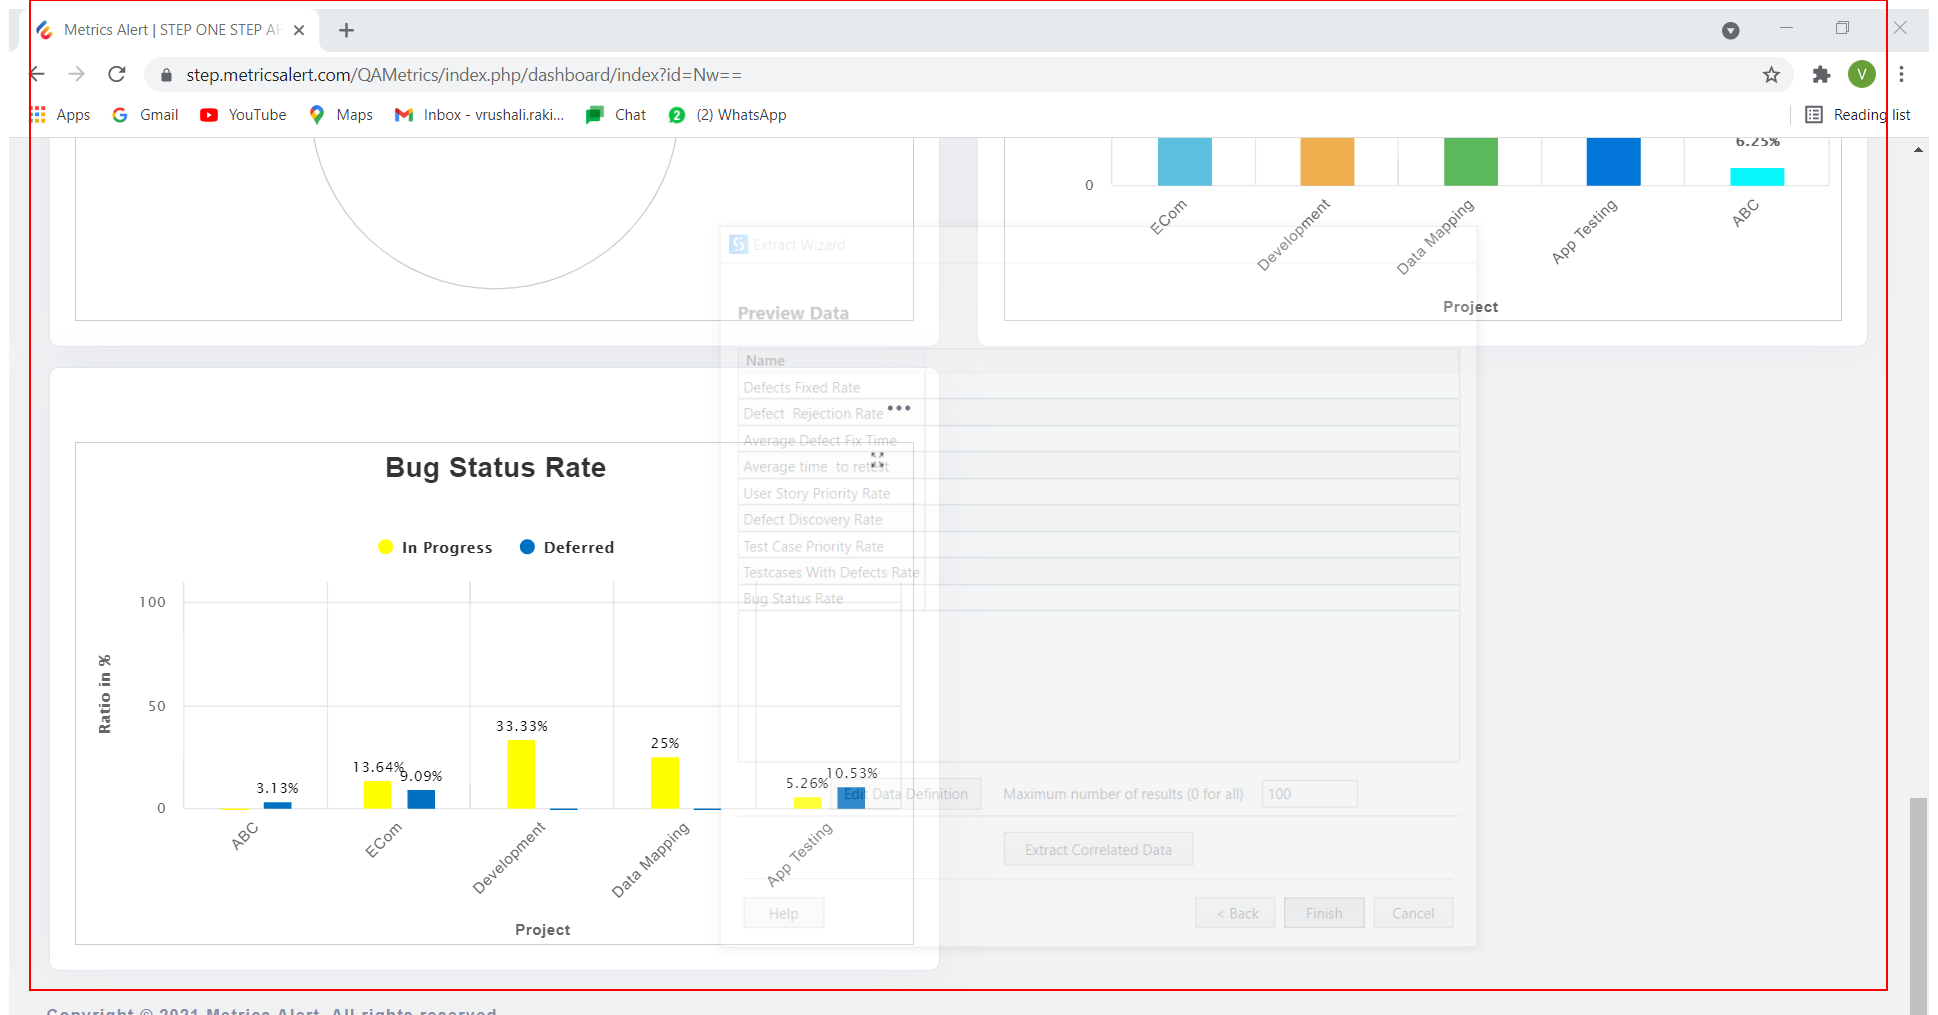 Metrics Alert | STEP ONE STEP AH
step.metricsalert.com/QAMetrics/index.php/dashboard/index?id=Nw==
V
Apps
Gmail
YouTube
Maps
Inbox - vrushali.raki...
Chat
2
(2) WhatsApp
Reading list
6.25%
0
ECom
Development
Data Mapping
App Testing
ABC
Project
Extract Wizard
Preview Data
Name
Defects Fixed Rate
Defect Rejection Rate
Average Defect Fix Time
Average time to retest
User Story Priority Rate
Defect Discovery Rate
Test Case Priority Rate
Testcases With Defects Rate
Bug Status Rate
Edit Data Definition
Maximum number of results (0 for all)
100
Extract Correlated Data
Help
< Back
Finish
Cancel
Bug Status Rate
In Progress
Deferred
Ratio in %
100
50
0
3.13%
13.64%
9.09%
33.33%
25%
5.26%
10.53%
ABC
ECom
Development
Data Mapping
App Testing
Project
Copyright © 2021 Metrics Alert. All rights reserved